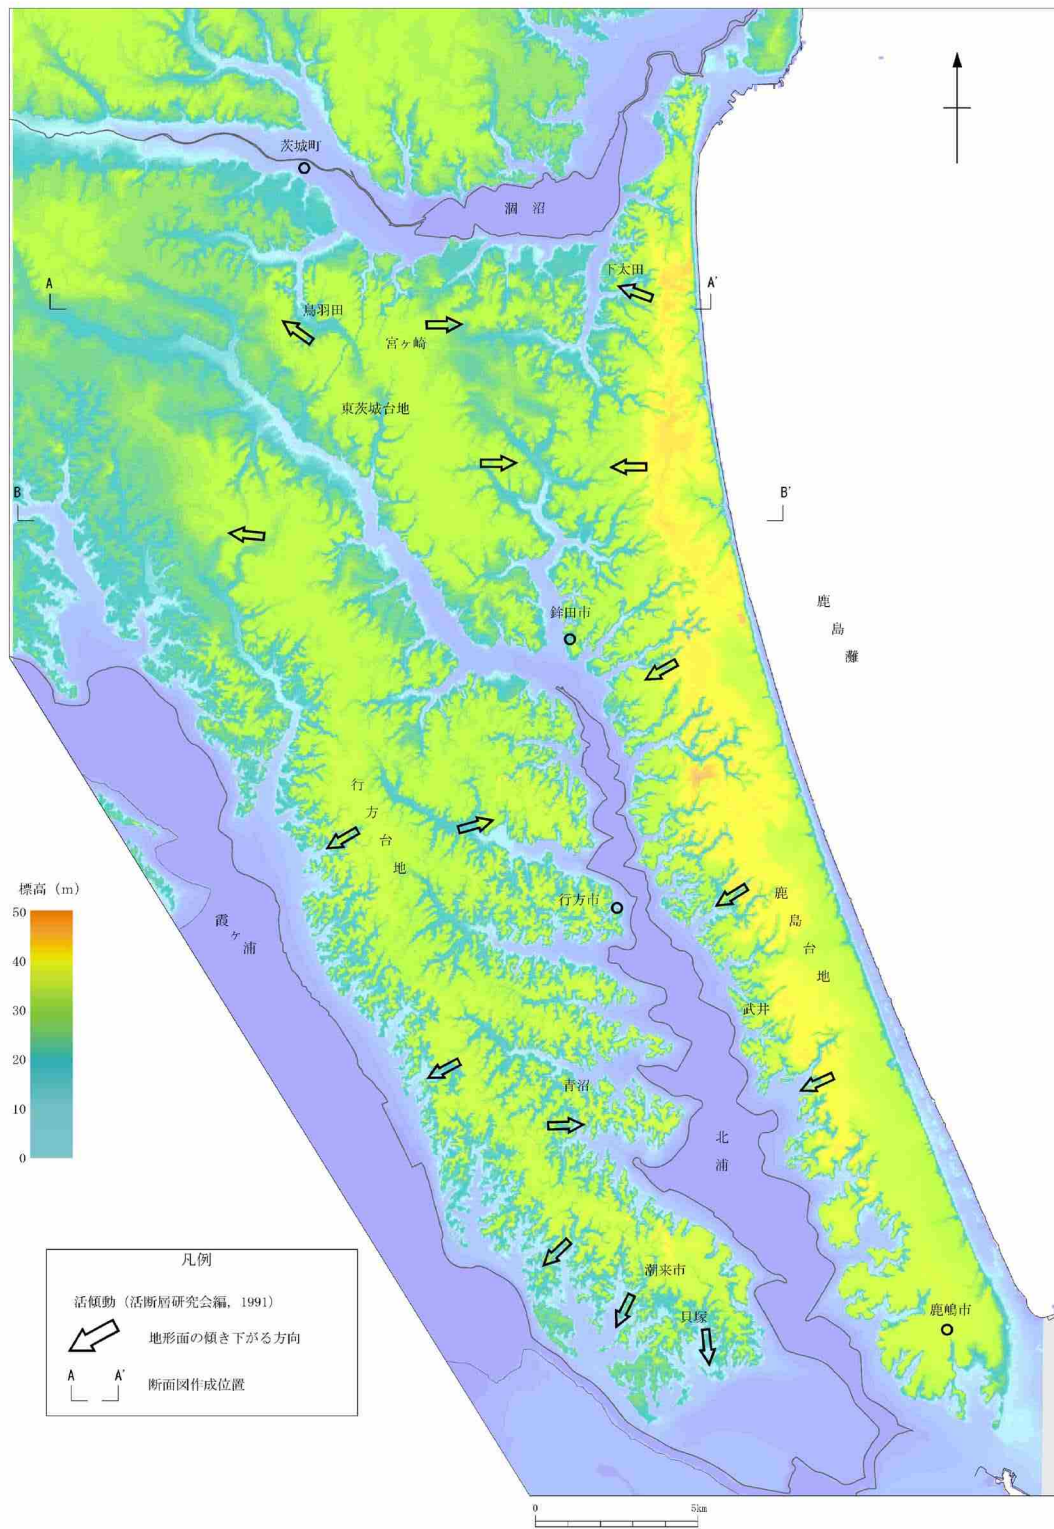 茨城町
涸沼
下太田
A
A'
鳥羽田
宮ヶ崎
東茨城台地
B
B'
鹿島灘
鉾田市
行方台地
標高 (m)
50
40
30
20
10
0
霞ヶ浦
行方市
鹿島台地
武井
青沼
北浦
潮来市
貝塚
鹿嶋市
凡例
活傾動 (活断層研究会編, 1991)
地形面の傾き下がる方向
A A'
断面図作成位置
0 5km